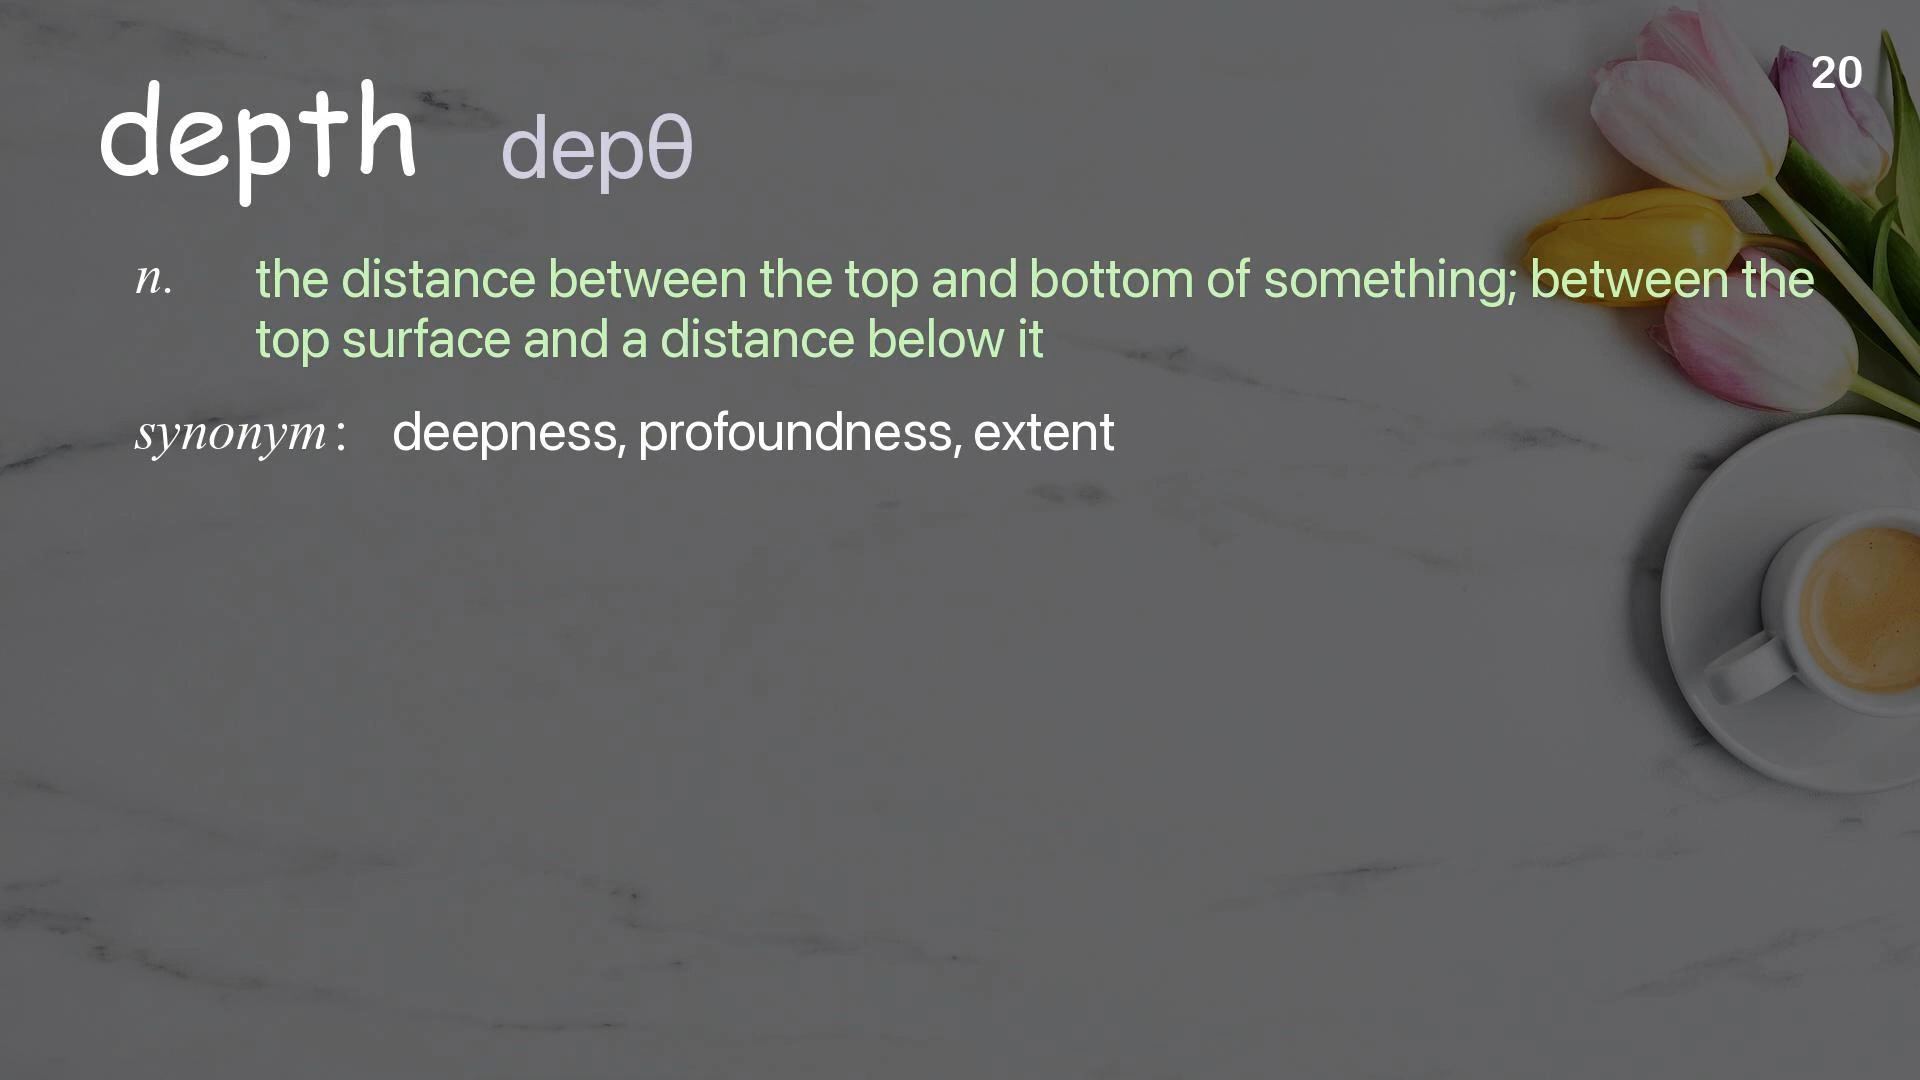 20
depth depθ
n. the distance between the top and bottom of something; between the
top surface and a distance below it
synonym: deepness, profoundness, extent